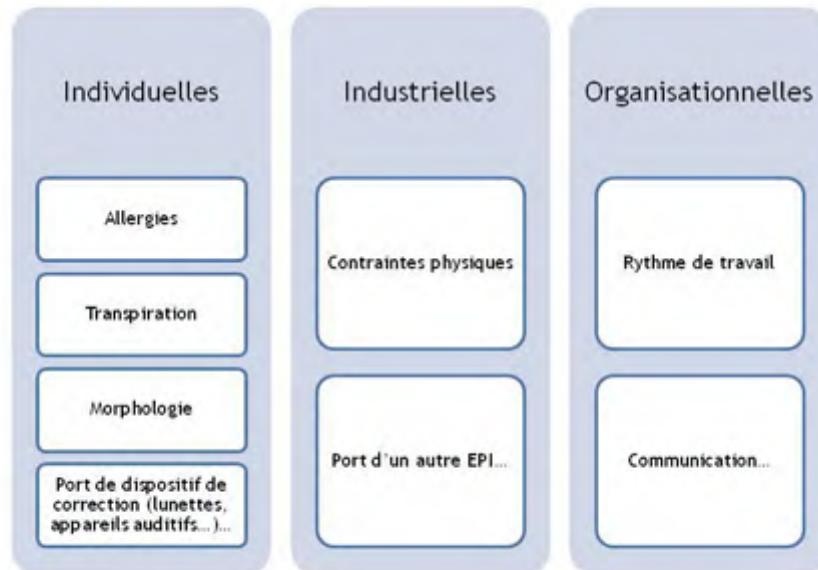 Individuelles
Allergies
Transpiration
Morphologie
Port de dispositif de
correction (lunettes,
appareils auditifs...)...
Industrielles
Contraintes physiques
Port d'un autre EPI...
Organisationnelles
Rythme de travail
Communication...